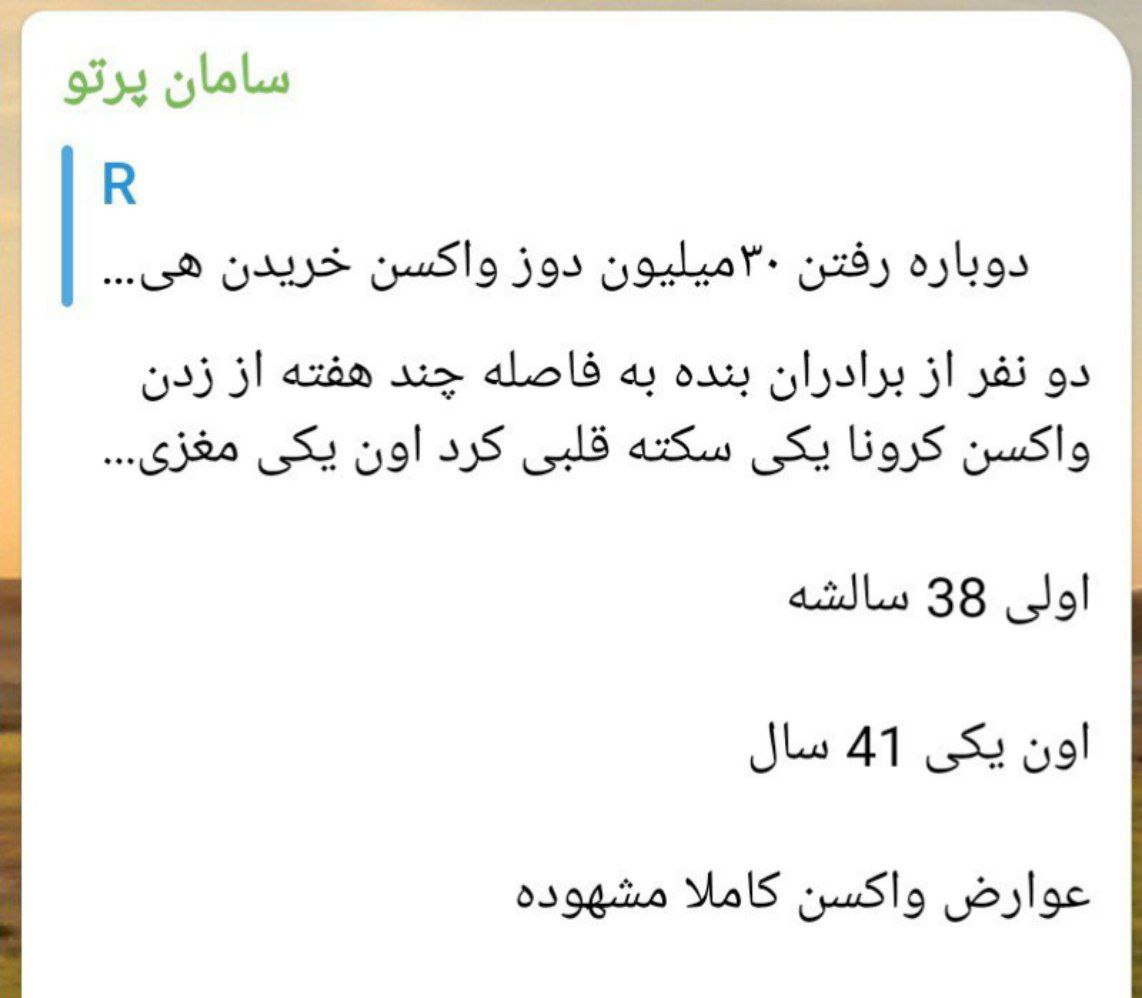 سامان پرتو
R
دوباره رفتن ۳۰میلیون دوز واکسن خریدن هی...
دو نفر از برادران بنده به فاصله چند هفته از زدن
واکسن کرونا یکی سکته قلبی کرد اون یکی مغزی...
اولی 38 سالشه
اون یکی 41 سال
عوارض واکسن کاملا مشهوده